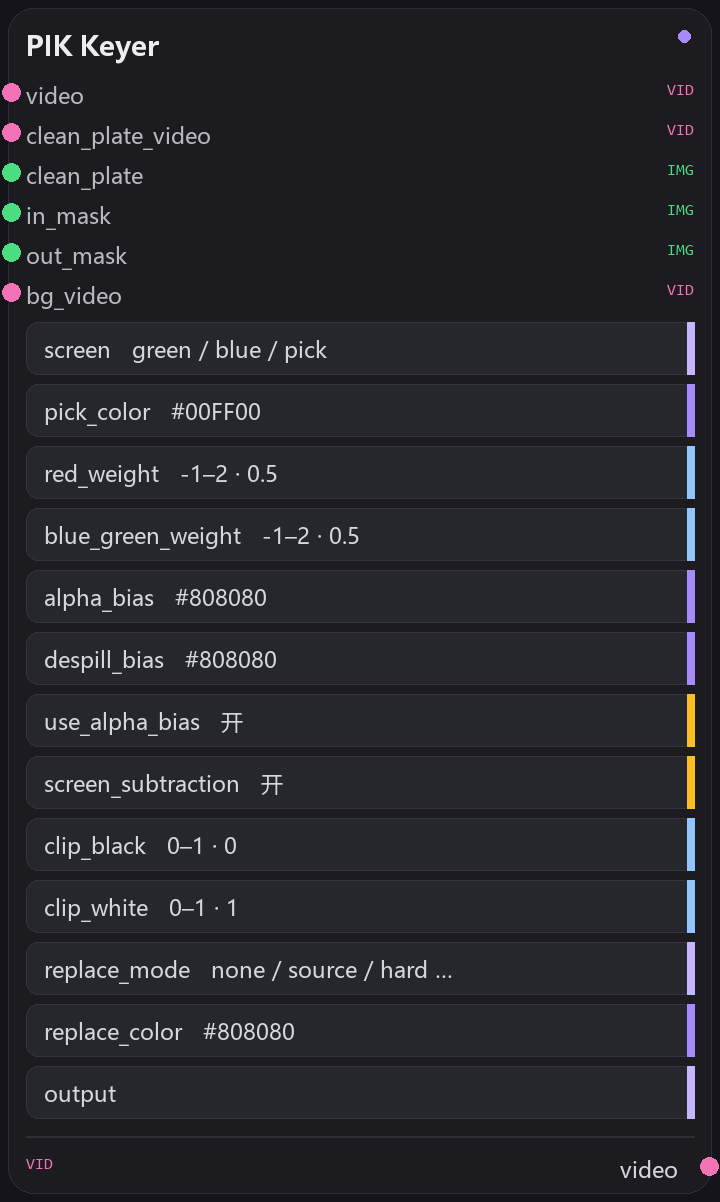 PIK Keyer
video VID
clean_plate_video VID
clean_plate IMG
in_mask IMG
out_mask IMG
bg_video VID
screen green / blue / pick
pick_color #00FF00
red_weight -1–2 · 0.5
blue_green_weight -1–2 · 0.5
alpha_bias #808080
despill_bias #808080
use_alpha_bias 开
screen_subtraction 开
clip_black 0–1 · 0
clip_white 0–1 · 1
replace_mode none / source / hard ...
replace_color #808080
output
VID video